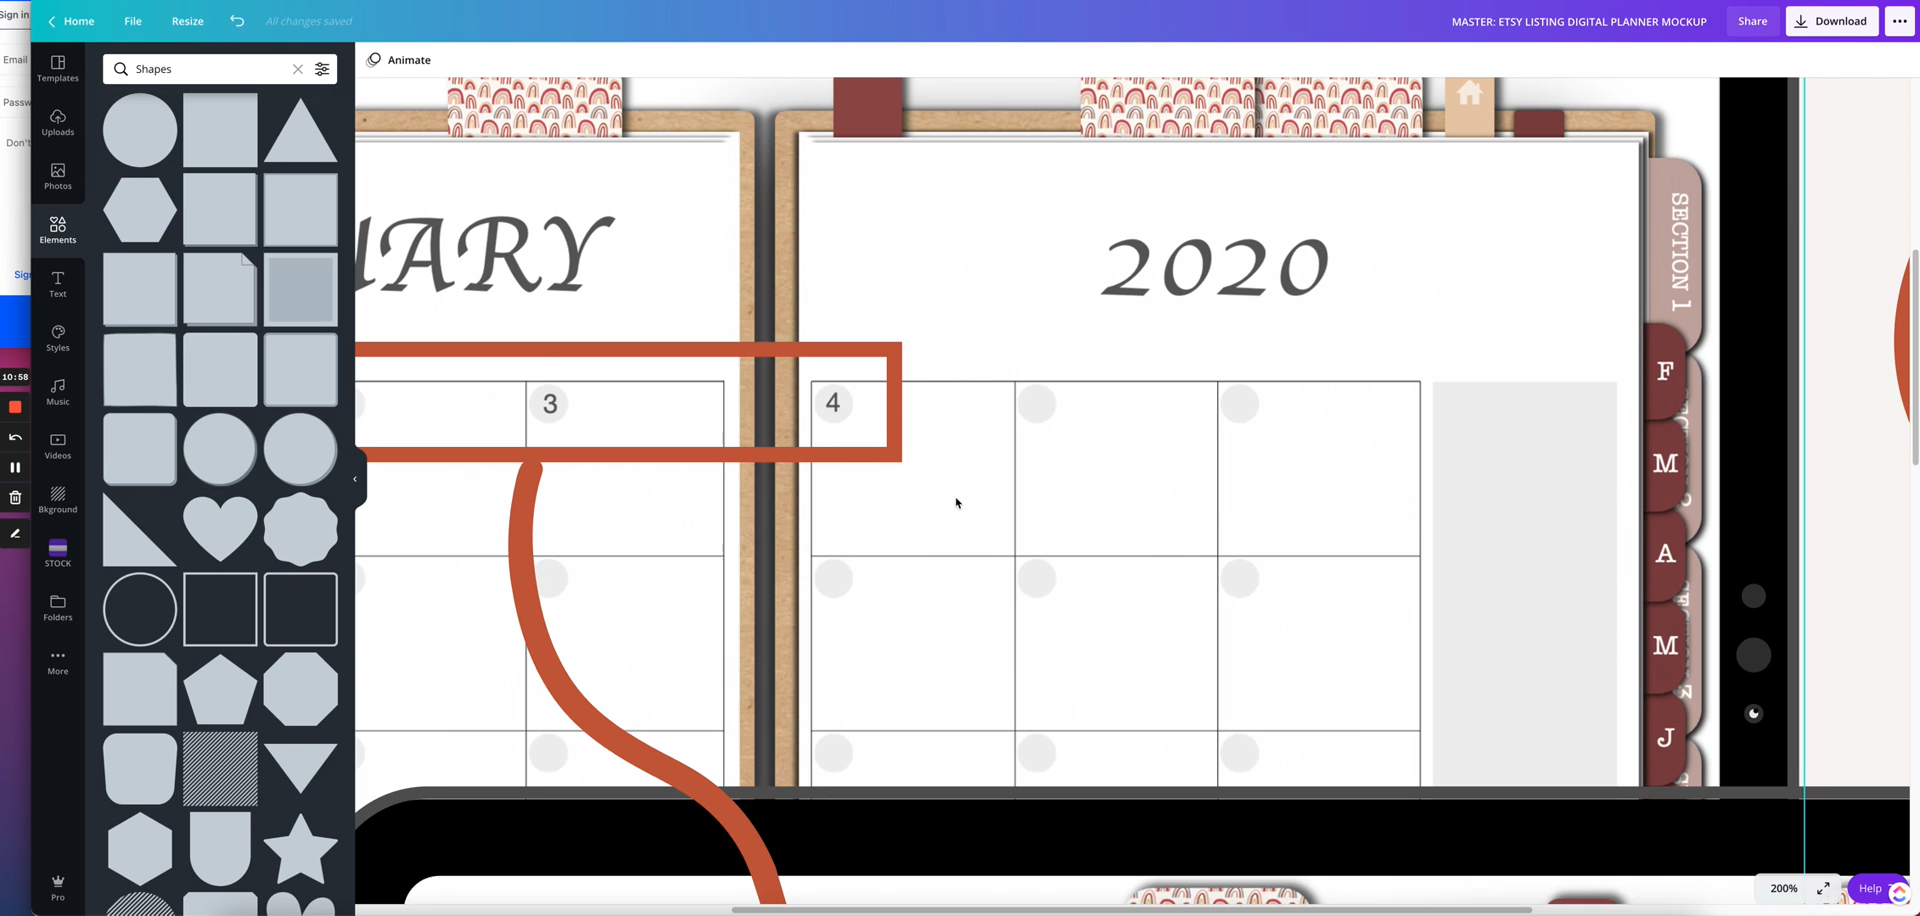 Sign in
Home
File
Resize
All changes saved
MASTER: ETSY LISTING DIGITAL PLANNER MOCKUP
Share
Download
Email
Passw
Don't
Sig
10:58
Templates
Uploads
Photos
Elements
Text
Styles
Music
Videos
Bkground
STOCK
Folders
More
Pro
Shapes
Animate
UARY
2020
3
4
SECTION 1
F
M
A
M
J
200%
Help